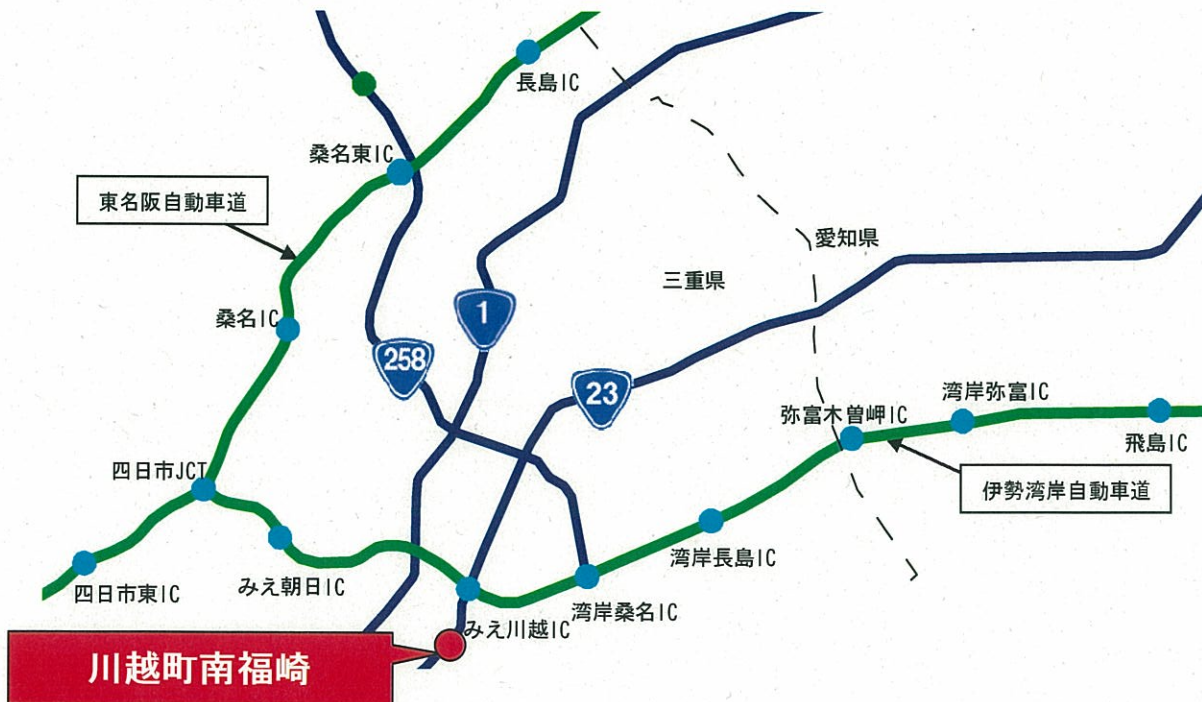 長島IC
桑名東IC
東名阪自動車道
愛知県
三重県
桑名IC
1
258
23
湾岸弥富IC
弥富木曽岬IC
飛島IC
四日市JCT
伊勢湾岸自動車道
湾岸長島IC
四日市東IC
みえ朝日IC
湾岸桑名IC
みえ川越IC
川越町南福崎